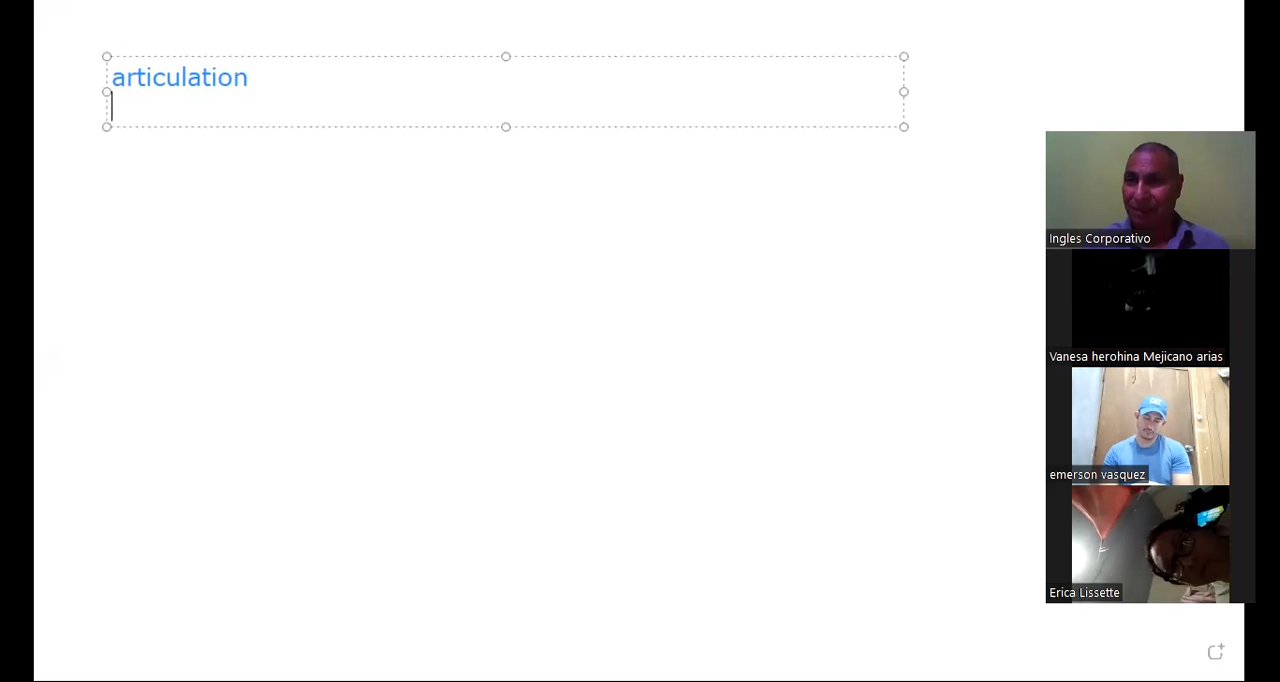 articulation
Ingles Corporativo
Vanesa herohina Mejicano arias
emerson vasquez
Erica Lissette